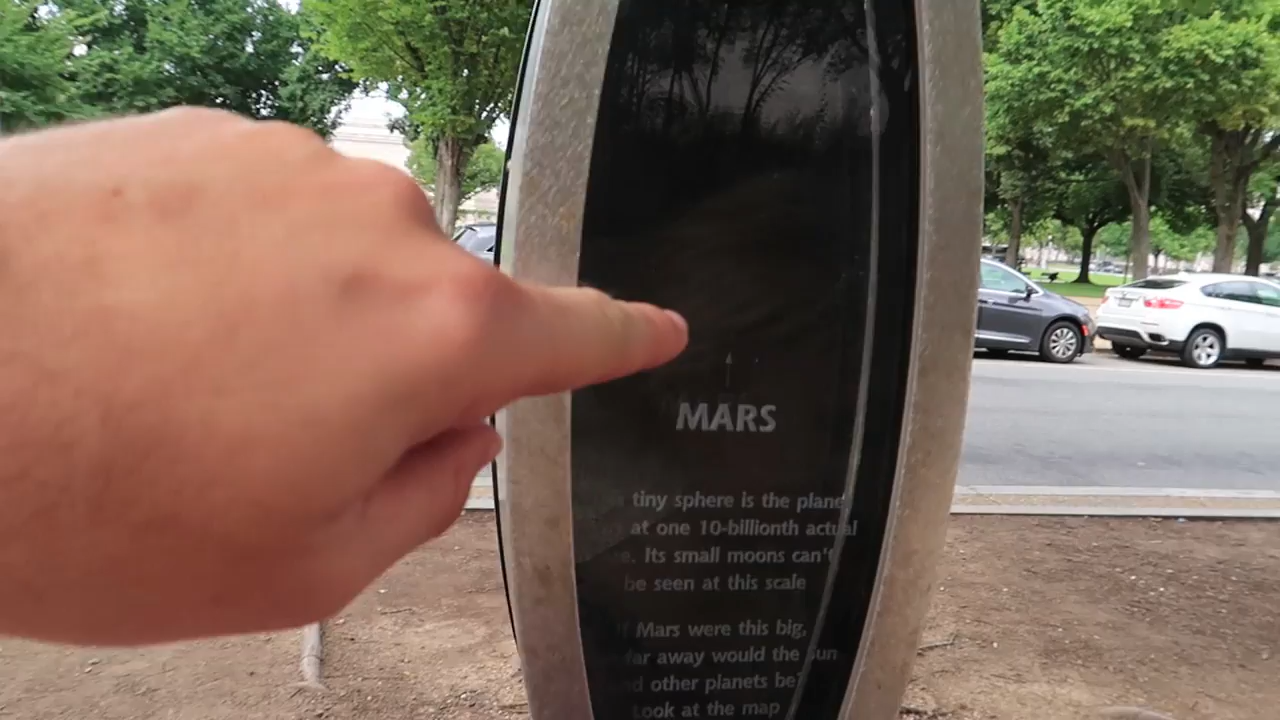 MARS
tiny sphere is the plane
at one 10-billionth actual
Its small moons can't
be seen at this scale
If Mars were this big,
far away would the sun
other planets be?
Look at the map